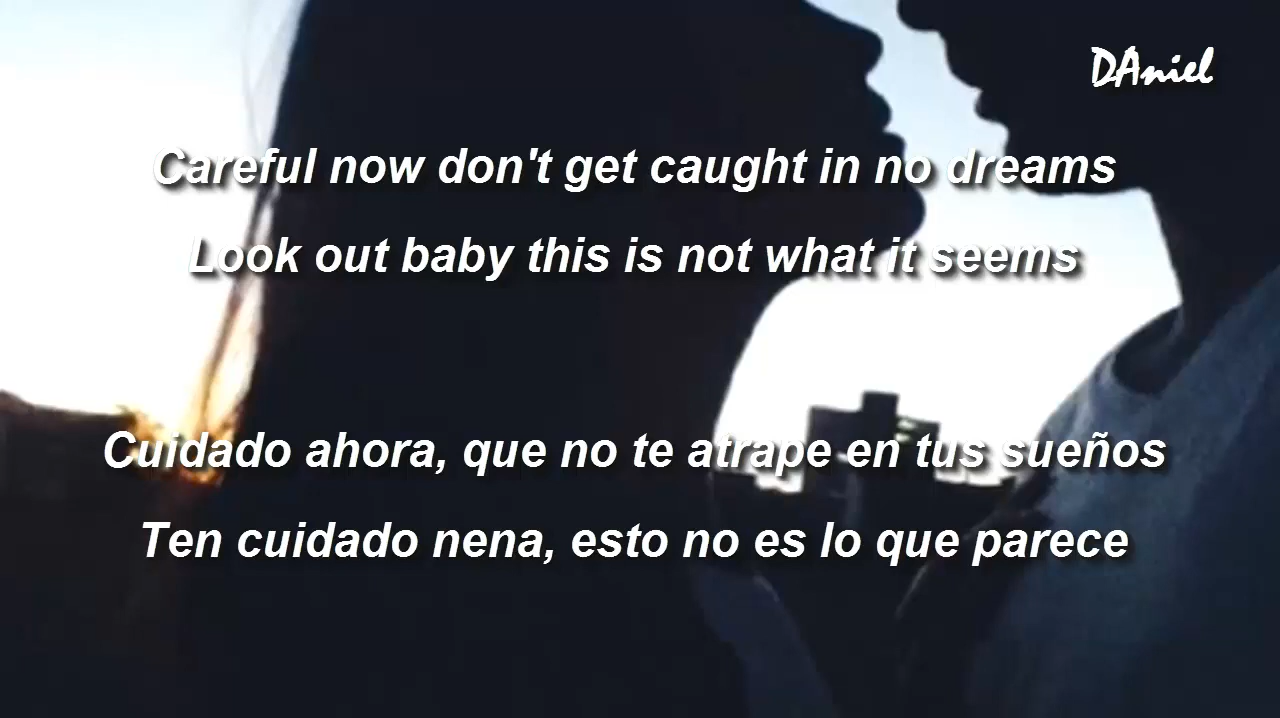 DAniel
Careful now don't get caught in no dreams
Look out baby this is not what it seems
Cuidado ahora, que no te atrape en tus sueños
Ten cuidado nena, esto no es lo que parece